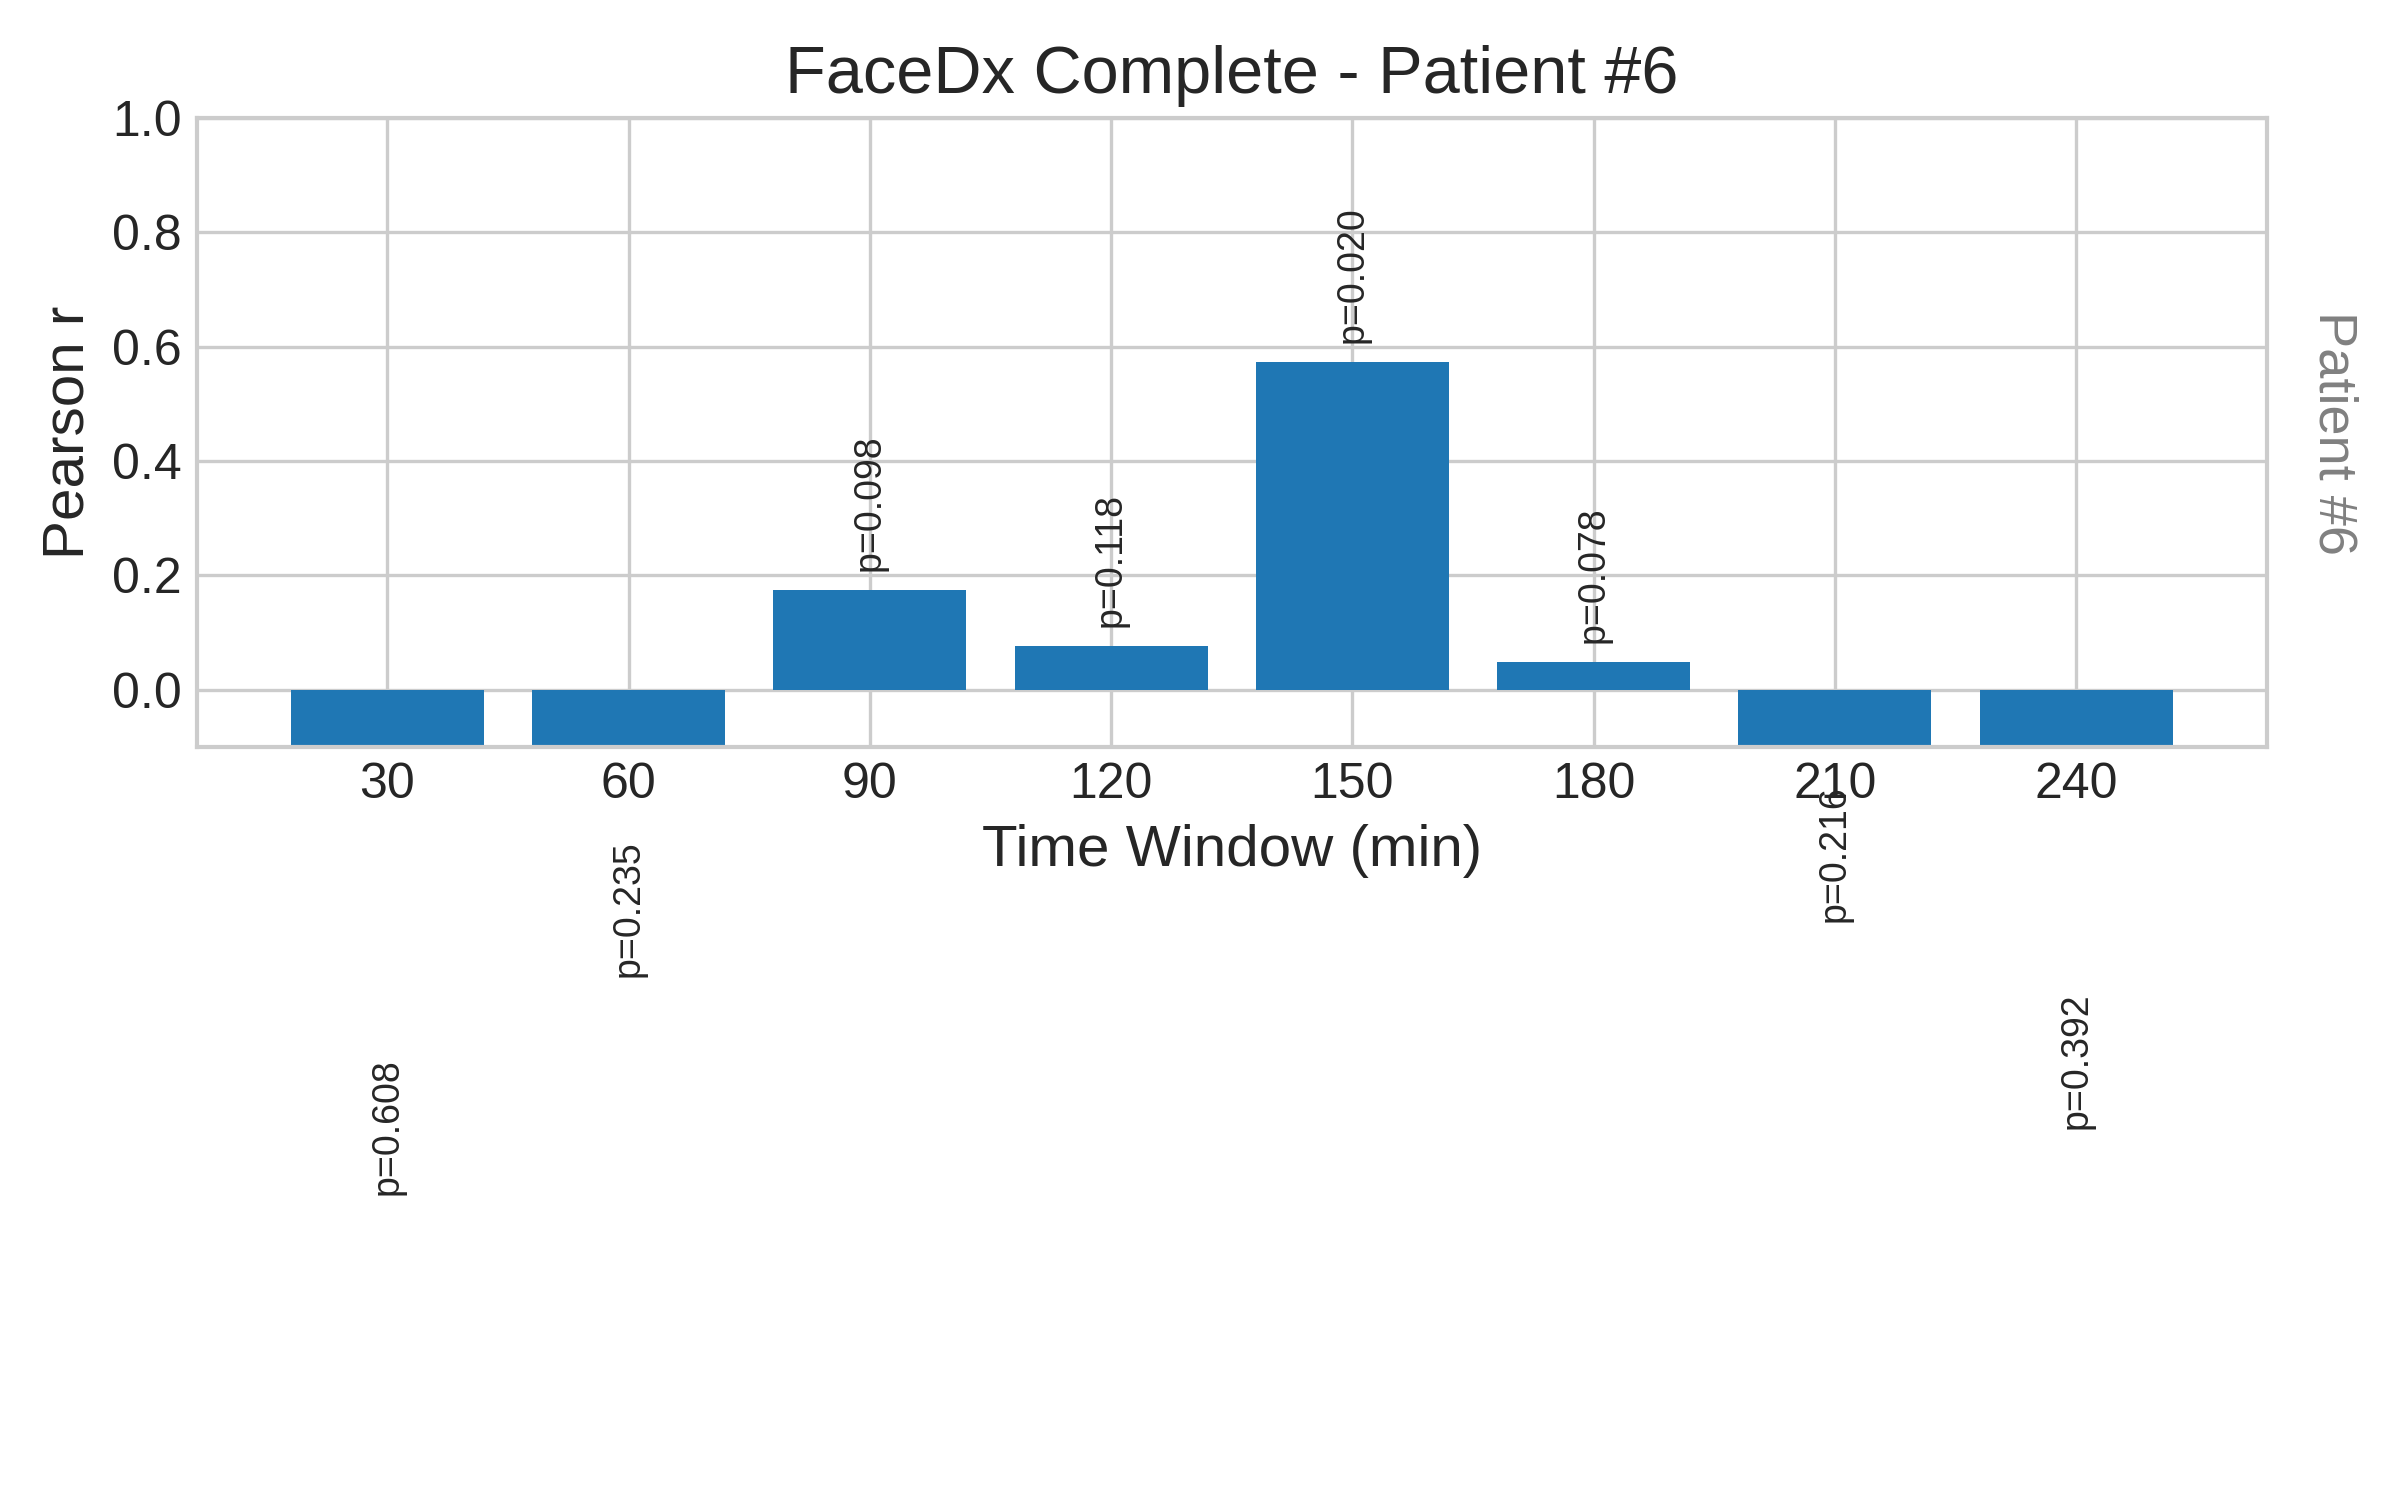 FaceDx Complete - Patient #6
Pearson r
1.0
0.8
0.6
0.4
0.2
0.0
p=0.608
p=0.235
p=0.098
p=0.118
p=0.020
p=0.078
p=0.216
p=0.392
30
60
90
120
150
180
210
240
Time Window (min)
Patient #6